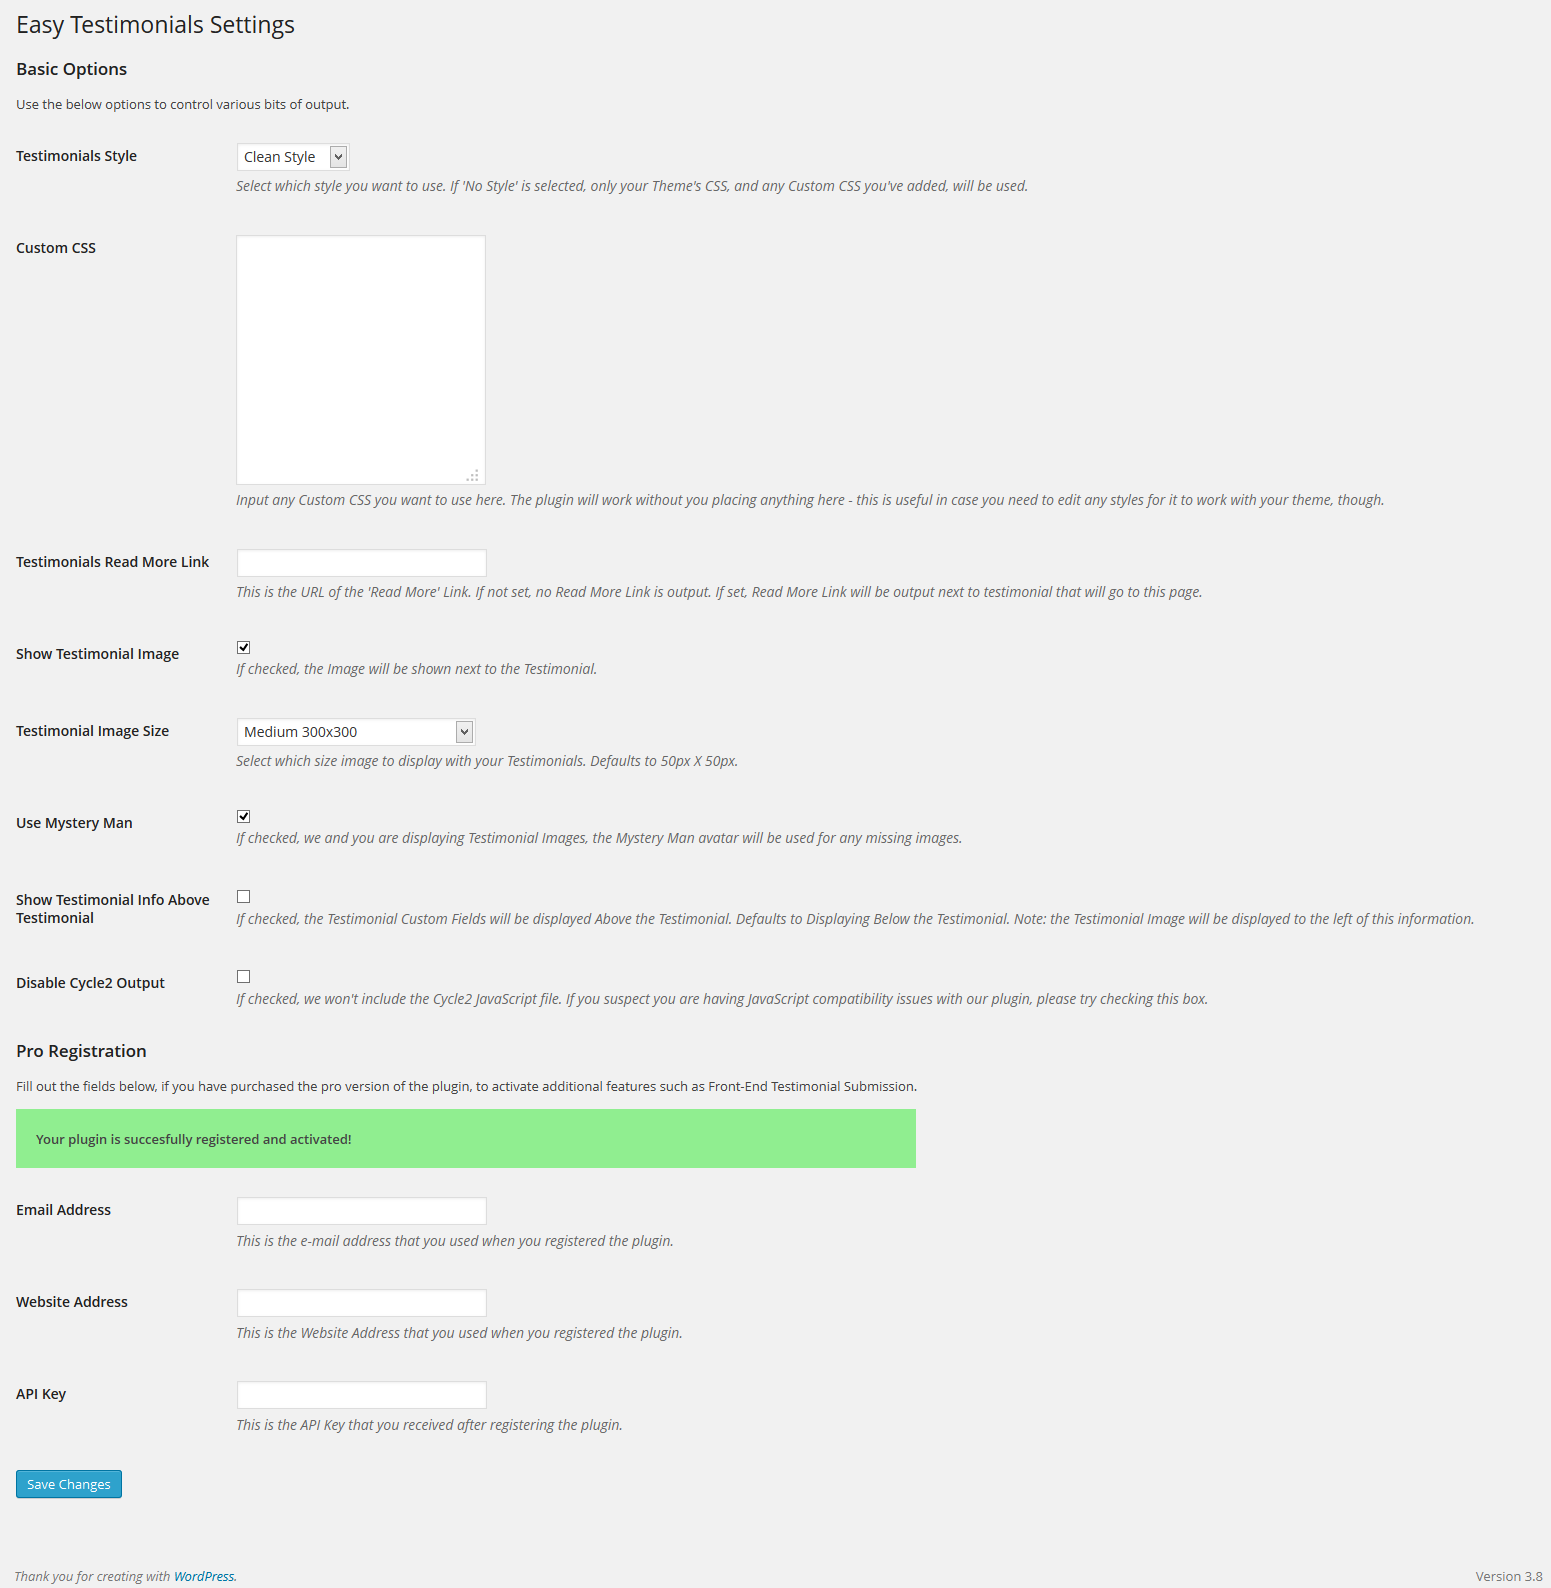 Easy Testimonials Settings
Basic Options
Use the below options to control various bits of output.
Testimonials Style
Clean Style
Select which style you want to use. If 'No Style' is selected, only your Theme's CSS, and any Custom CSS you've added, will be used.
Custom CSS
Input any Custom CSS you want to use here. The plugin will work without you placing anything here - this is useful in case you need to edit any styles for it to work with your theme, though.
Testimonials Read More Link
This is the URL of the 'Read More' Link. If not set, no Read More Link is output. If set, Read More Link will be output next to testimonial that will go to this page.
Show Testimonial Image
If checked, the Image will be shown next to the Testimonial.
Testimonial Image Size
Medium 300x300
Select which size image to display with your Testimonials. Defaults to 50px X 50px.
Use Mystery Man
If checked, we and you are displaying Testimonial Images, the Mystery Man avatar will be used for any missing images.
Show Testimonial Info Above
Testimonial
If checked, the Testimonial Custom Fields will be displayed Above the Testimonial. Defaults to Displaying Below the Testimonial. Note: the Testimonial Image will be displayed to the left of this information.
Disable Cycle2 Output
If checked, we won't include the Cycle2 JavaScript file. If you suspect you are having JavaScript compatibility issues with our plugin, please try checking this box.
Pro Registration
Fill out the fields below, if you have purchased the pro version of the plugin, to activate additional features such as Front-End Testimonial Submission.
Your plugin is succesfully registered and activated!
Email Address
This is the e-mail address that you used when you registered the plugin.
Website Address
This is the Website Address that you used when you registered the plugin.
API Key
This is the API Key that you received after registering the plugin.
Save Changes
Thank you for creating with WordPress.
Version 3.8